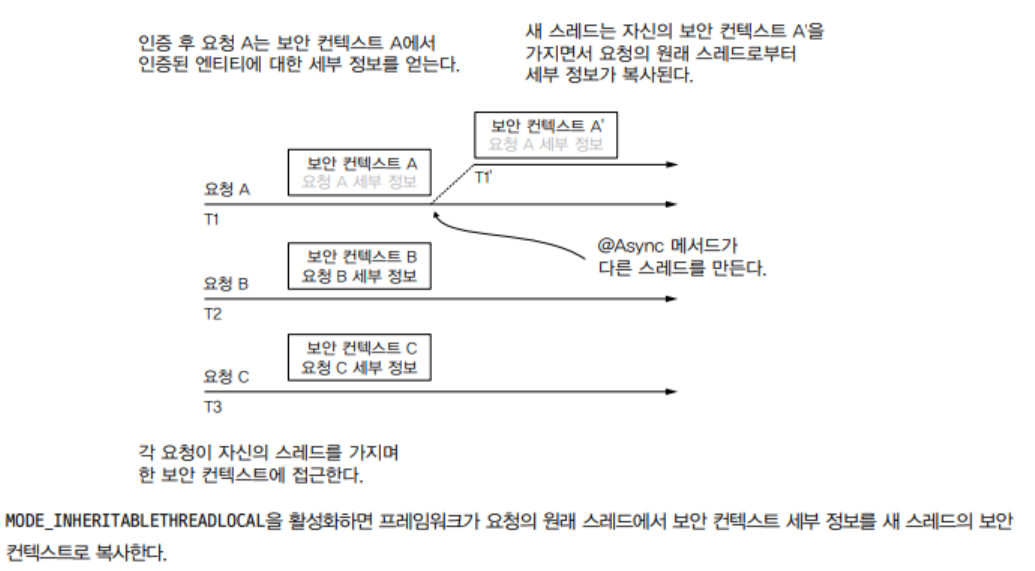 인증 후 요청 A는 보안 컨텍스트 A에서
인증된 엔티티에 대한 세부 정보를 얻는다.
새 스레드는 자신의 보안 컨텍스트 A'을
가지면서 요청의 원래 스레드로부터
세부 정보가 복사된다.
보안 컨텍스트 A'
요청 A 세부 정보
T1'
보안 컨텍스트 A
요청 A 세부 정보
요청 A
T1
@Async 메서드가
다른 스레드를 만든다.
보안 컨텍스트 B
요청 B 세부 정보
요청 B
T2
보안 컨텍스트 C
요청 C 세부 정보
요청 C
T3
각 요청이 자신의 스레드를 가지며
한 보안 컨텍스트에 접근한다.
MODE_INHERITABLETHREADLOCAL을 활성화하면 프레임워크가 요청의 원래 스레드에서 보안 컨텍스트 세부 정보를 새 스레드의 보안
컨텍스트로 복사한다.